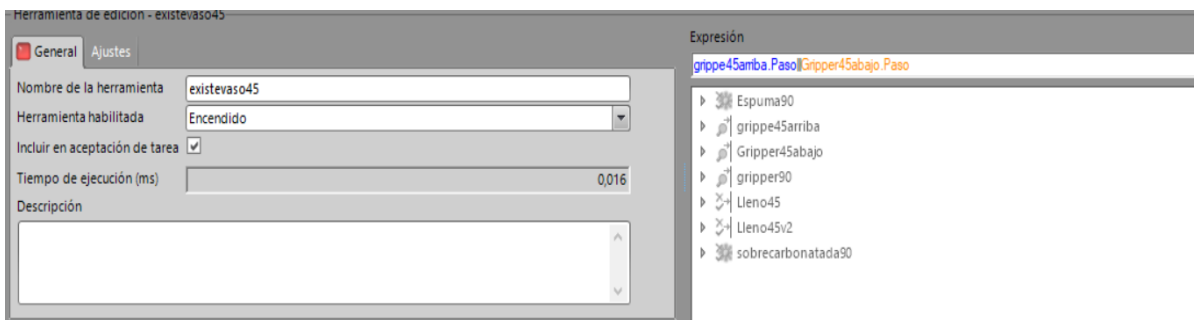 Herramienta de edición - existevaso45
General Ajustes
Nombre de la herramienta existevaso45
Herramienta habilitada Encendido
Incluir en aceptación de tarea
Tiempo de ejecución (ms) 0,016
Descripción
Expresión
grippe45arriba.Paso||Gripper45abajo.Paso
Espuma90
grippe45arriba
Gripper45abajo
gripper90
Lleno45
Lleno45v2
sobrecarbonatada90